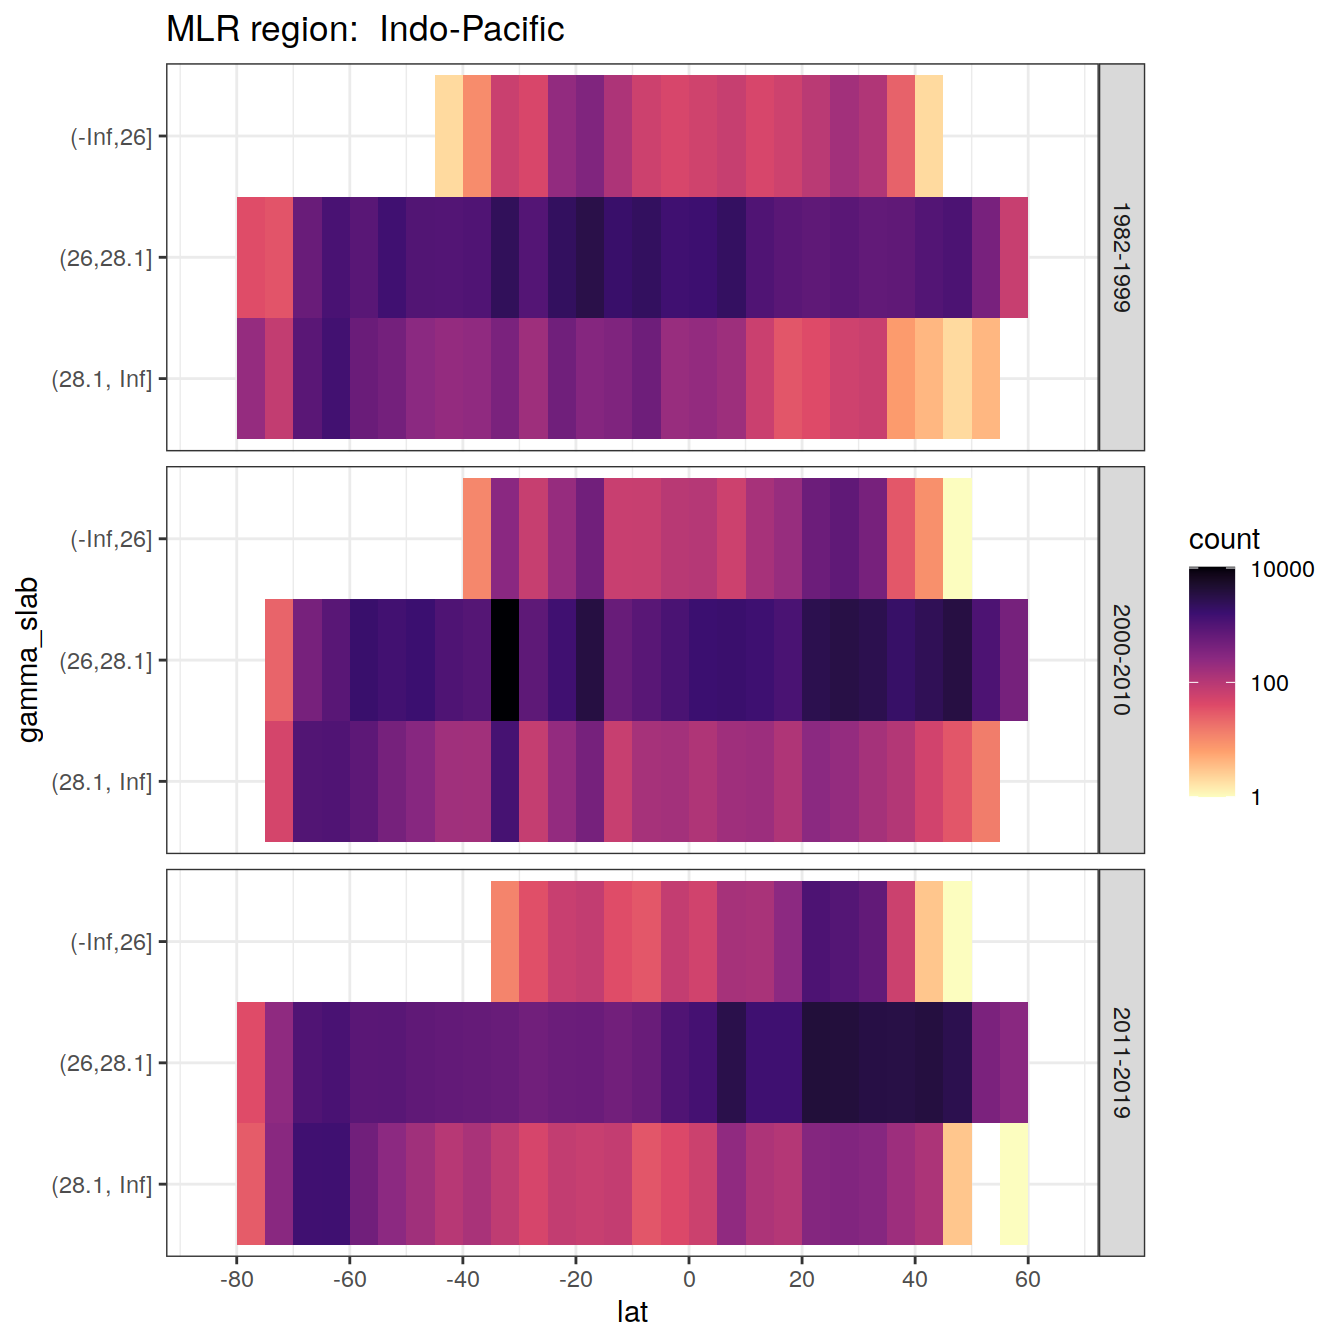 MLR region:  Indo-Pacific
(-Inf,26]
(26,28.1]
(28.1, Inf]
1982-1999
(-Inf,26]
(26,28.1]
(28.1, Inf]
2000-2010
(-Inf,26]
(26,28.1]
(28.1, Inf]
2011-2019
gamma_slab
-80 -60 -40 -20 0 20 40 60
lat
count
10000
100
1